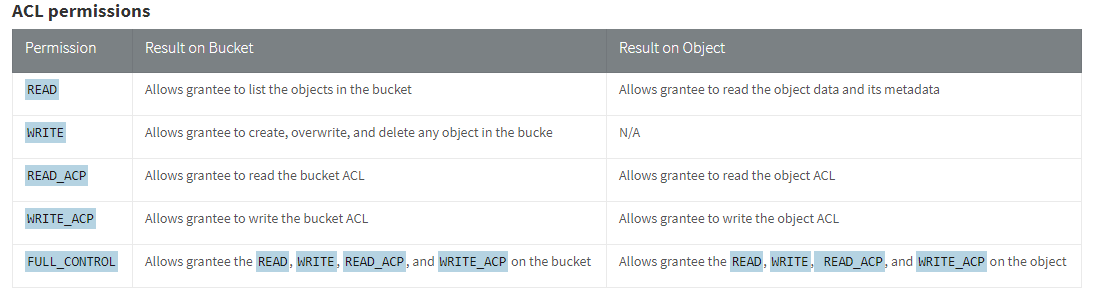 ACL permissions
Permission Result on Bucket Result on Object
READ Allows grantee to list the objects in the bucket Allows grantee to read the object data and its metadata
WRITE Allows grantee to create, overwrite, and delete any object in the bucke N/A
READ_ACP Allows grantee to read the bucket ACL Allows grantee to read the object ACL
WRITE_ACP Allows grantee to write the bucket ACL Allows grantee to write the object ACL
FULL_CONTROL Allows grantee the READ, WRITE, READ_ACP, and WRITE_ACP on the bucket Allows grantee the READ, WRITE, READ_ACP, and WRITE_ACP on the object